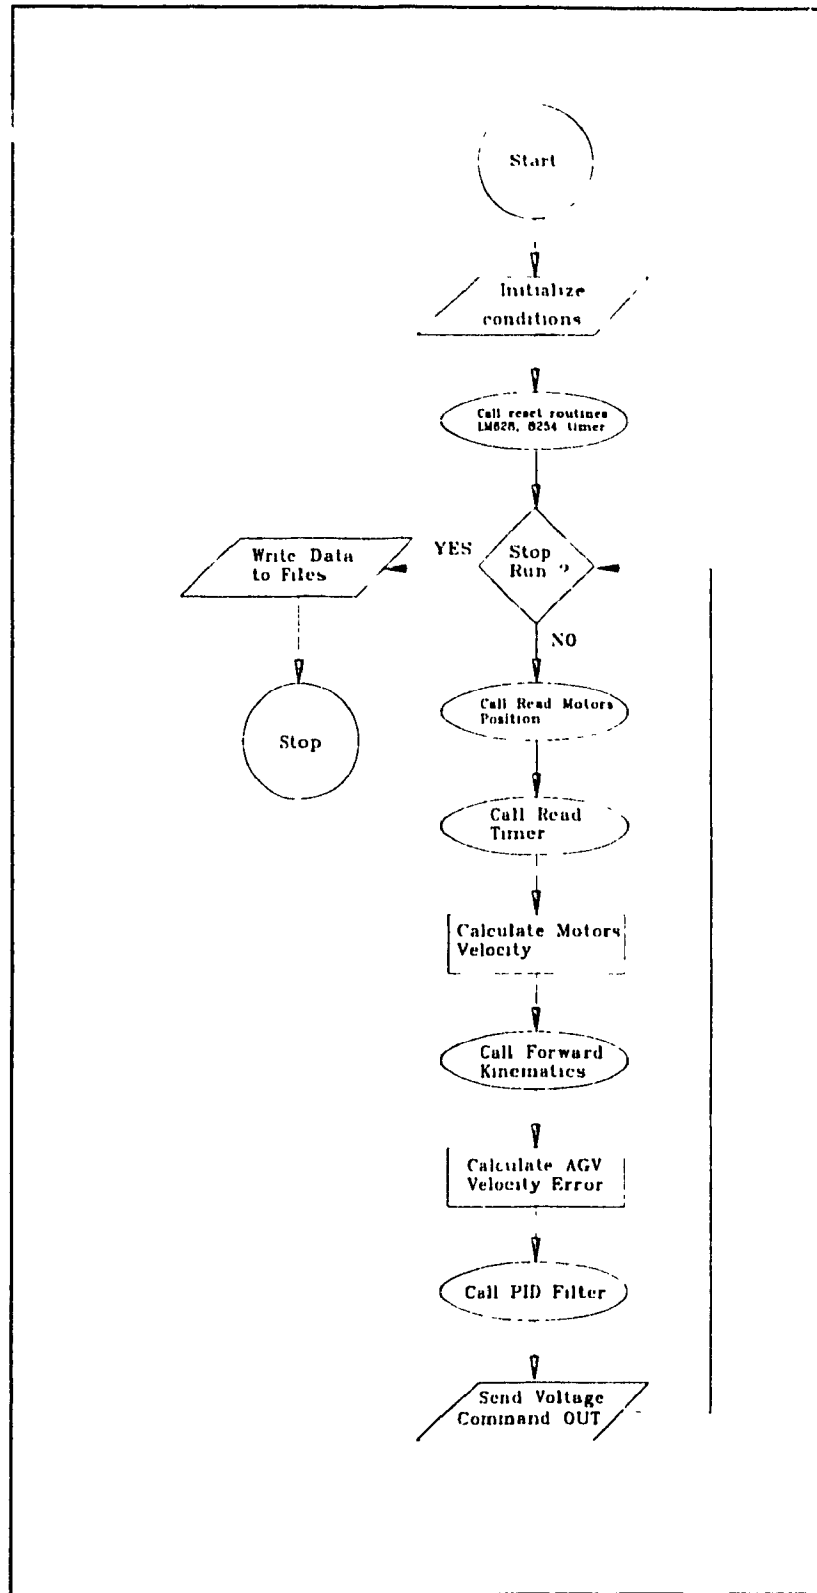 Start
Initialize
conditions
Call reset routines
LM628, 8254 timer
Stop
Run ?
YES
Write Data
to Files
Stop
NO
Call Read Motors
Position
Call Read
Timer
Calculate Motors
Velocity
Call Forward
Kinematics
Calculate AGV
Velocity Error
Call PID Filter
Send Voltage
Command OUT